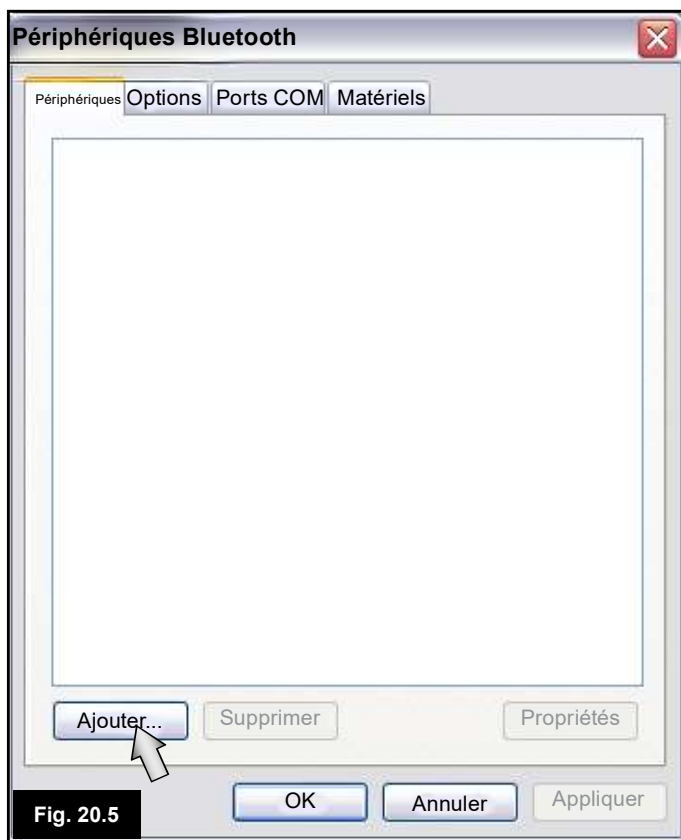 Périphériques Bluetooth
Périphériques Options Ports COM Matériels
Ajouter... Supprimer Propriétés
OK Annuler Appliquer
Fig. 20.5